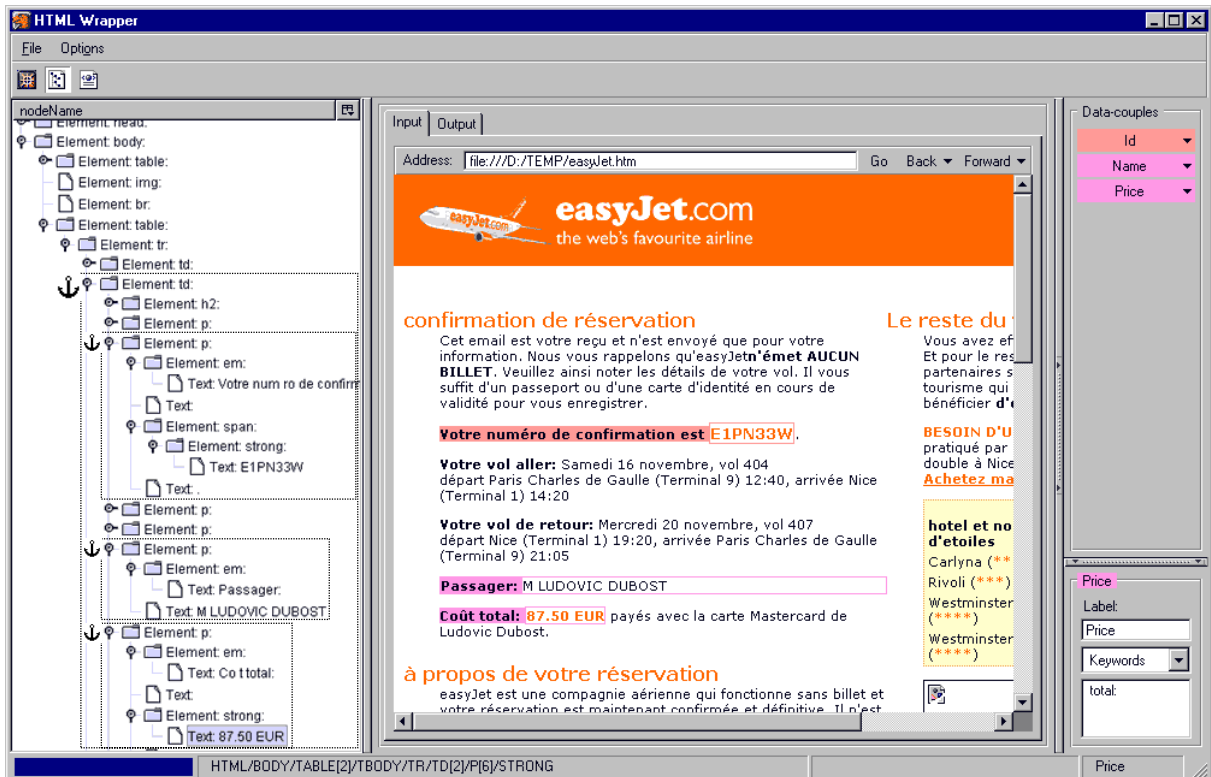 HTML Wrapper
File Options
nodeName
Element: head:
Element: body:
Element: table:
Element: img:
Element: br:
Element: table:
Element: tr:
Element: td:
Element: td:
Element: h2:
Element: p:
Element: p:
Element: em:
Text: Votre num ro de confirm
Text:
Element: span:
Element: strong:
Text: E1PN33W
Text: .
Element: p:
Element: p:
Element: p:
Element: em:
Text: Passager:
Text: M LUDOVIC DUBOST
Element: p:
Element: em:
Text: Co t total:
Text:
Element: strong:
Text: 87.50 EUR
Input Output
Address: file:///D:/TEMP/easyJet.htm Go Back Forward
easyJet.com
easyJet.com
the web's favourite airline
confirmation de réservation
Cet email est votre reçu et n'est envoyé que pour votre
information. Nous vous rappelons qu'easyJetn'émet AUCUN
BILLET. Veuillez ainsi noter les détails de votre vol. Il vous
suffit d'un passeport ou d'une carte d'identité en cours de
validité pour vous enregistrer.
Votre numéro de confirmation est E1PN33W.
Votre vol aller: Samedi 16 novembre, vol 404
départ Paris Charles de Gaulle (Terminal 9) 12:40, arrivée Nice
(Terminal 1) 14:20
Votre vol de retour: Mercredi 20 novembre, vol 407
départ Nice (Terminal 1) 19:20, arrivée Paris Charles de Gaulle
(Terminal 9) 21:05
Passager: M LUDOVIC DUBOST
Coût total: 87.50 EUR payés avec la carte Mastercard de
Ludovic Dubost.
à propos de votre réservation
easyJet est une compagnie aérienne qui fonctionne sans billet et
votre réservation est maintenant confirmée et définitive. Il n'est
Le reste du
Vous avez ef
Et pour le res
partenaires s
tourisme qui
bénéficier d'
BESOIN D'U
pratiqué par
double à Nice
Achetez ma
hotel et no
d'etoiles
Carlyna (**
Rivoli (***)
Westminster
(****)
Westminster
(****)
Data-couples
Id
Name
Price
Price
Label:
Price
Keywords
total:
HTML/BODY/TABLE[2]/TBODY/TR/TD[2]/P[6]/STRONG
Price